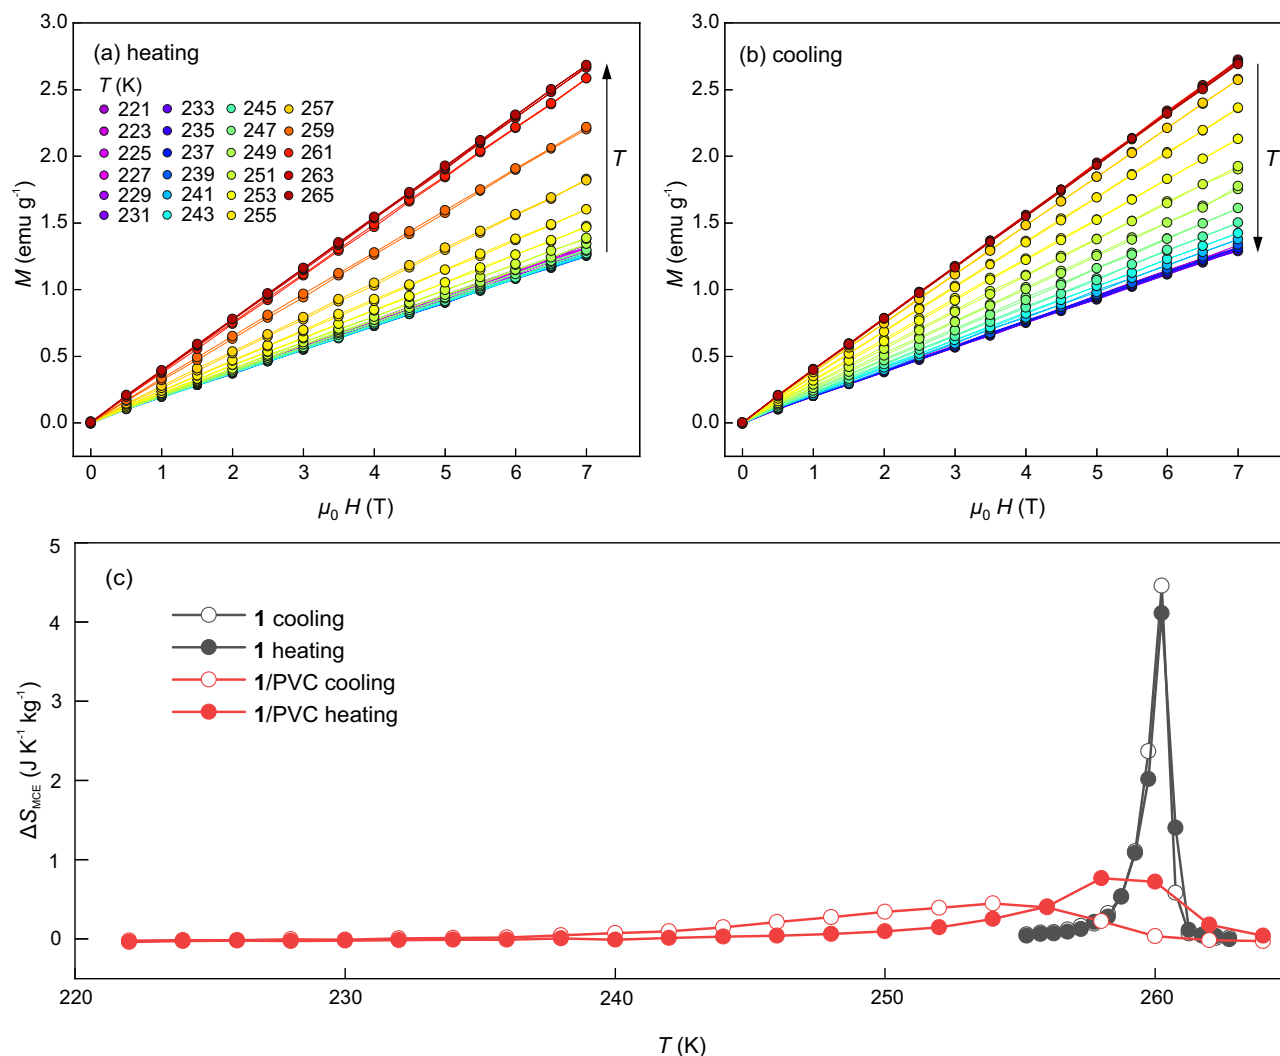 (a) heating
T (K)
221 233 245 257
223 235 247 259
225 237 249 261
227 239 251 263
229 241 253 265
231 243 255
T
M (emu g⁻¹)
3.0
2.5
2.0
1.5
1.0
0.5
0.0
0 1 2 3 4 5 6 7
μ₀ H (T)
(b) cooling
T
M (emu g⁻¹)
3.0
2.5
2.0
1.5
1.0
0.5
0.0
0 1 2 3 4 5 6 7
μ₀ H (T)
(c)
1 cooling
1 heating
1/PVC cooling
1/PVC heating
ΔS_MCE (J K⁻¹ kg⁻¹)
5
4
3
2
1
0
220 230 240 250 260
T (K)